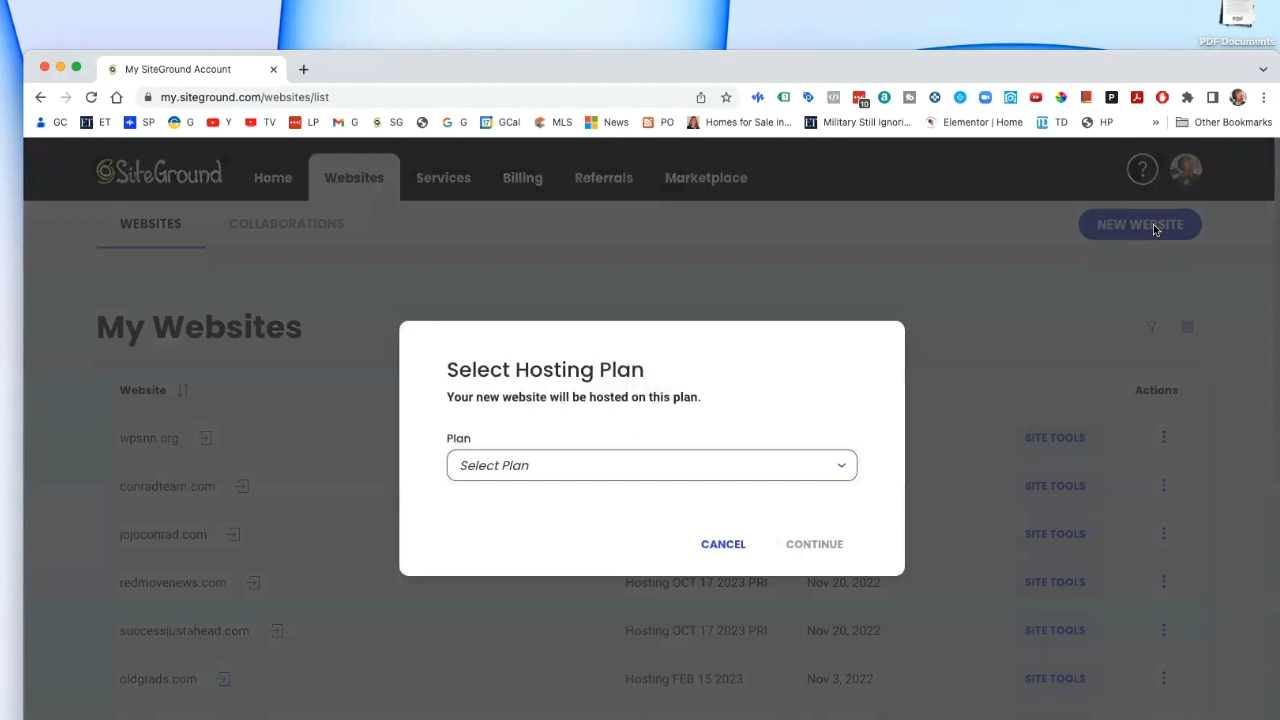 PDF
PDF Documents
My SiteGround Account
my.siteground.com/websites/list
10
GC ET SP G Y TV LP G SG G GCal MLS News PO Homes for Sale in... Military Still Ignori... Elementor | Home TD HP » Other Bookmarks
SiteGround Home Websites Services Billing Referrals Marketplace ?
WEBSITES COLLABORATIONS NEW WEBSITE
My Websites
Website Actions
Select Hosting Plan
Your new website will be hosted on this plan.
Plan
Select Plan
CANCEL CONTINUE
wpsnn.org SITE TOOLS
conradteam.com SITE TOOLS
jojoconrad.com SITE TOOLS
redmovenews.com Hosting OCT 17 2023 PRI Nov 20, 2022 SITE TOOLS
successjustahead.com Hosting OCT 17 2023 PRI Nov 20, 2022 SITE TOOLS
oldgrads.com Hosting FEB 15 2023 Nov 3, 2022 SITE TOOLS